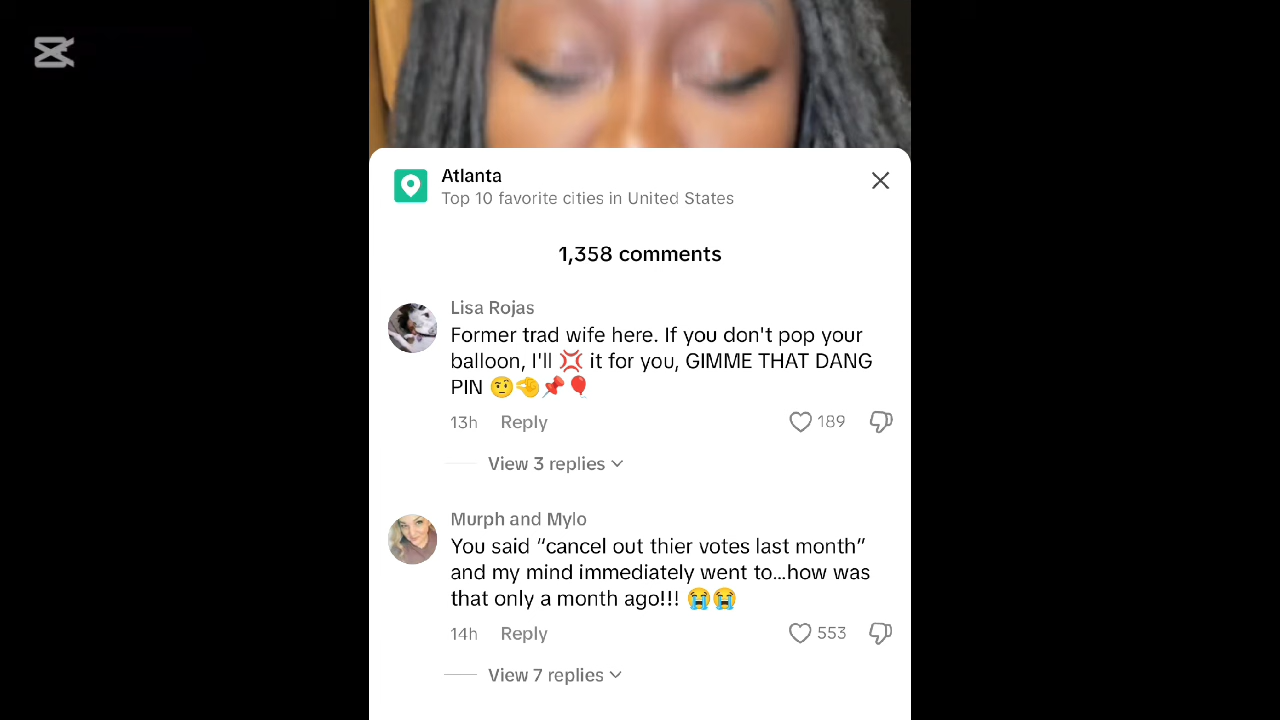 Atlanta
Top 10 favorite cities in United States
1,358 comments
Lisa Rojas
Former trad wife here. If you don't pop your
balloon, I'll 💢 it for you, GIMME THAT DANG
PIN 🤨🤏📌🎈
13h Reply 189
View 3 replies
Murph and Mylo
You said “cancel out thier votes last month”
and my mind immediately went to...how was
that only a month ago!!! 😭😭
14h Reply 553
View 7 replies